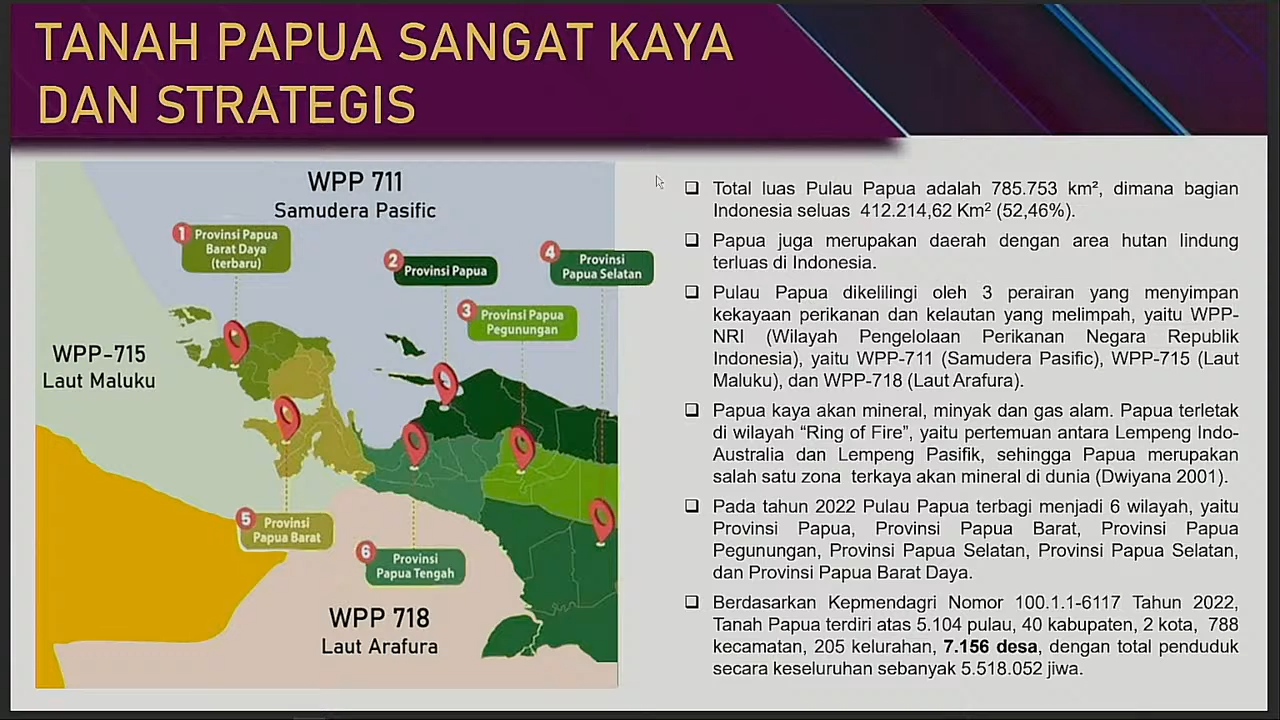 TANAH PAPUA SANGAT KAYA
DAN STRATEGIS
WPP 711
Samudera Pasific
1
Provinsi Papua
Barat Daya
(terbaru)
2
Provinsi Papua
4
Provinsi
Papua Selatan
3
Provinsi Papua
Pegunungan
WPP-715
Laut Maluku
5
Provinsi
Papua Barat
6
Provinsi
Papua Tengah
WPP 718
Laut Arafura
Total luas Pulau Papua adalah 785.753 km², dimana bagian
Indonesia seluas 412.214,62 Km² (52,46%).
Papua juga merupakan daerah dengan area hutan lindung
terluas di Indonesia.
Pulau Papua dikelilingi oleh 3 perairan yang menyimpan
kekayaan perikanan dan kelautan yang melimpah, yaitu WPP-
NRI (Wilayah Pengelolaan Perikanan Negara Republik
Indonesia), yaitu WPP-711 (Samudera Pasific), WPP-715 (Laut
Maluku), dan WPP-718 (Laut Arafura).
Papua kaya akan mineral, minyak dan gas alam. Papua terletak
di wilayah “Ring of Fire”, yaitu pertemuan antara Lempeng Indo-
Australia dan Lempeng Pasifik, sehingga Papua merupakan
salah satu zona terkaya akan mineral di dunia (Dwiyana 2001).
Pada tahun 2022 Pulau Papua terbagi menjadi 6 wilayah, yaitu
Provinsi Papua, Provinsi Papua Barat, Provinsi Papua
Pegunungan, Provinsi Papua Selatan, Provinsi Papua Selatan,
dan Provinsi Papua Barat Daya.
Berdasarkan Kepmendagri Nomor 100.1.1-6117 Tahun 2022,
Tanah Papua terdiri atas 5.104 pulau, 40 kabupaten, 2 kota, 788
kecamatan, 205 kelurahan, 7.156 desa, dengan total penduduk
secara keseluruhan sebanyak 5.518.052 jiwa.